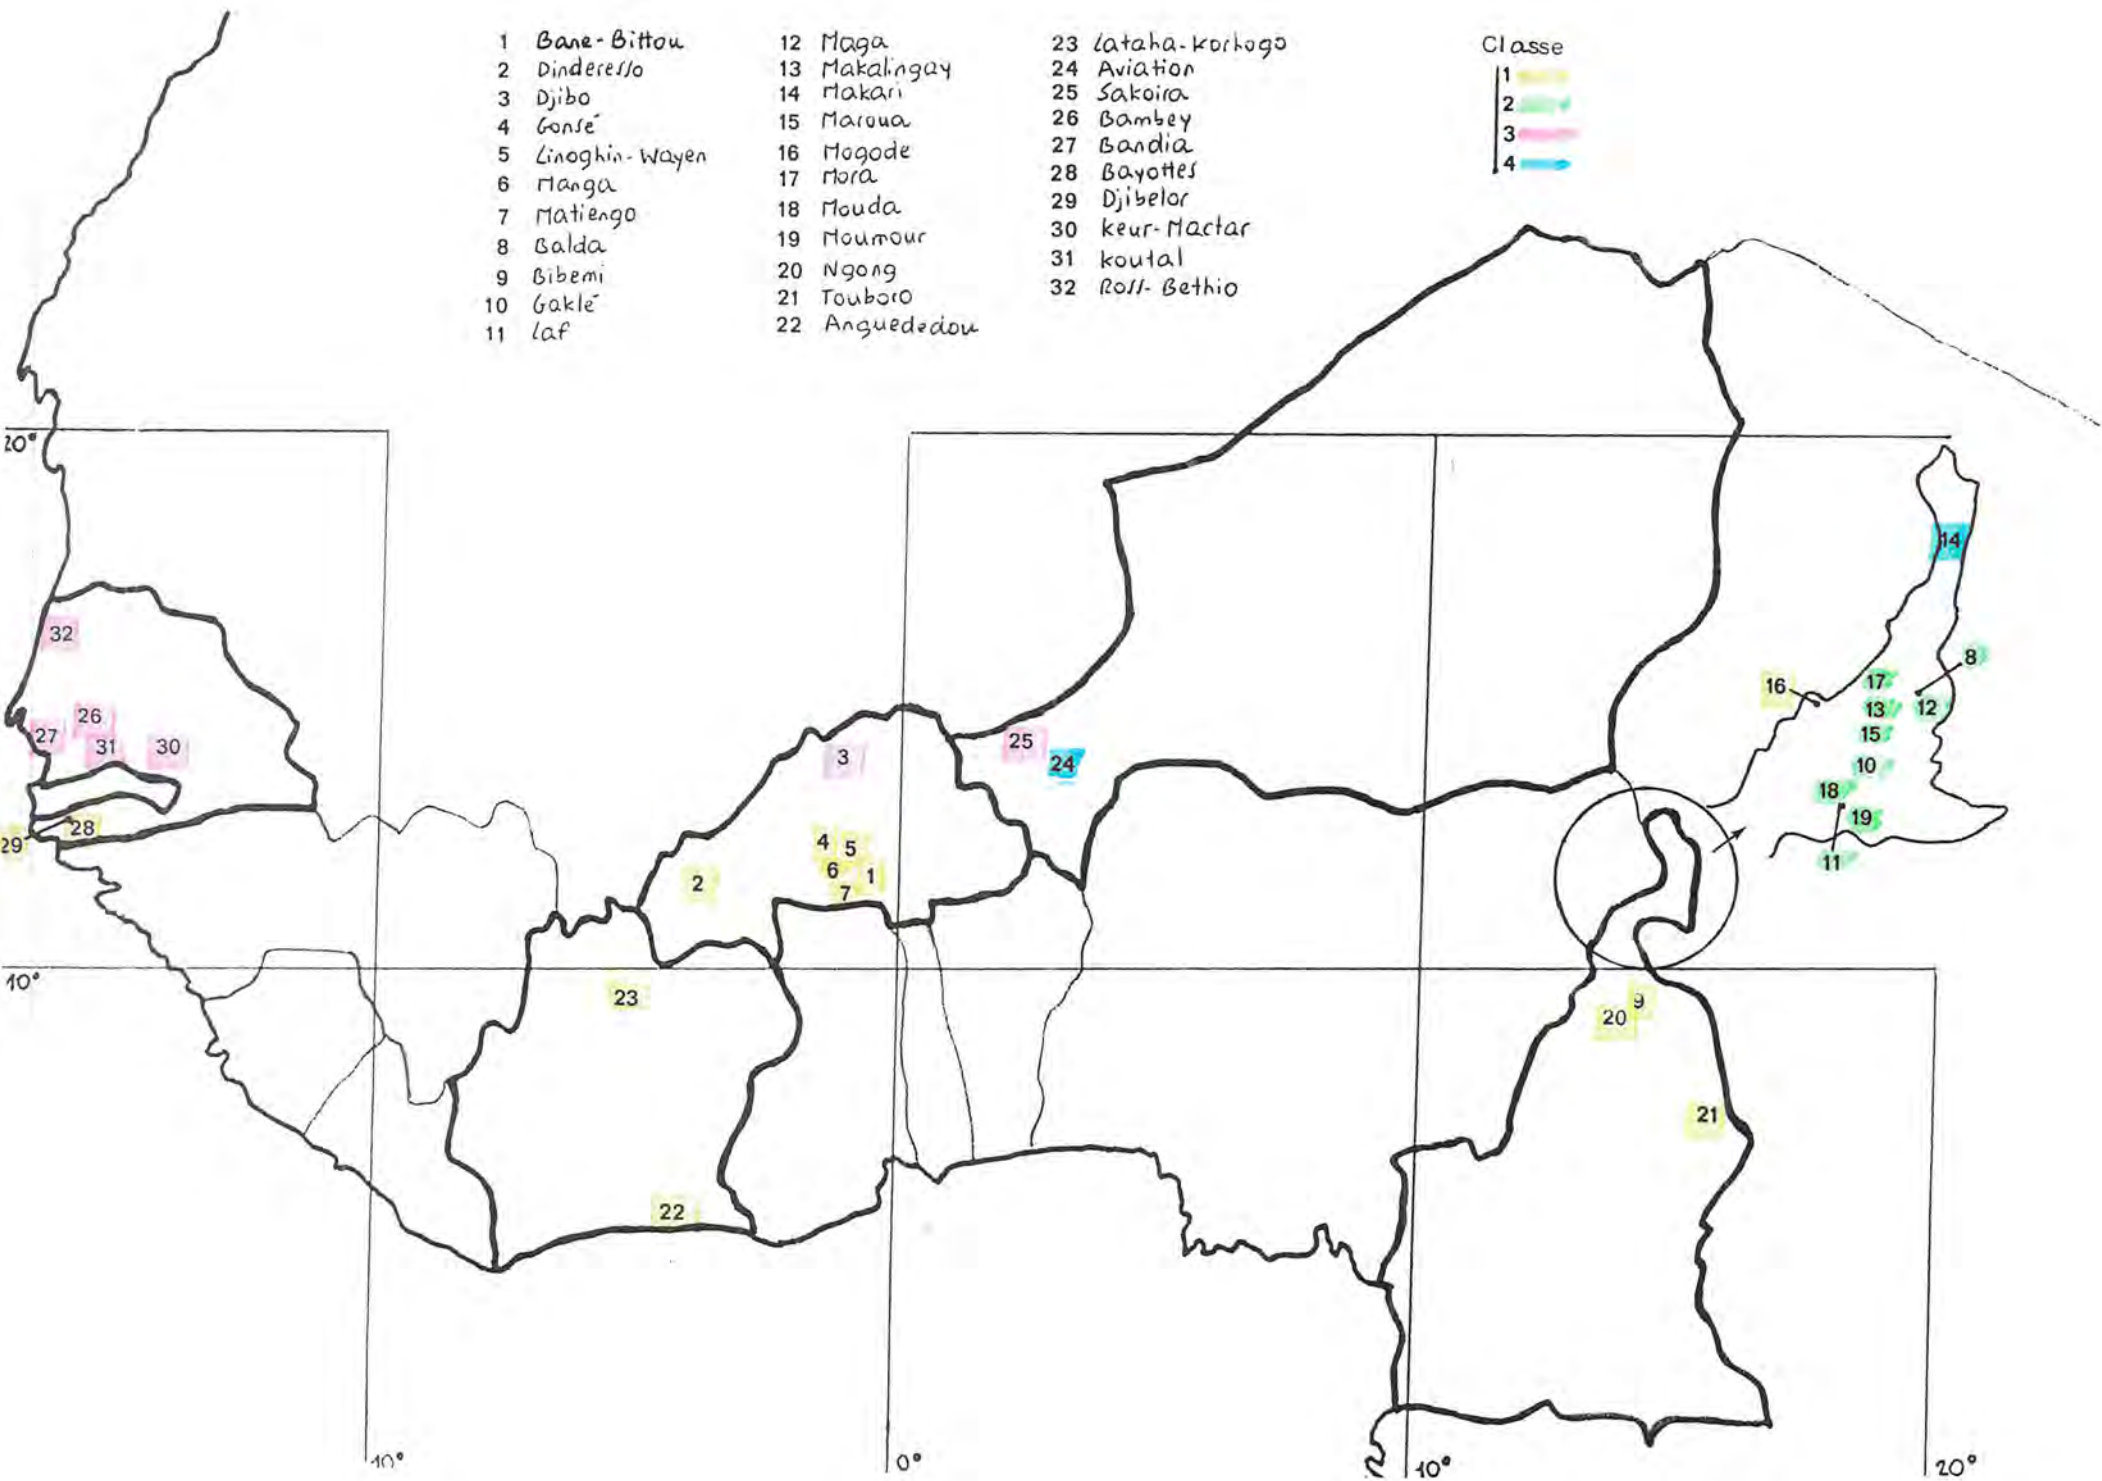 1 Bane-Bittou
2 Dinderesso
3 Djibo
4 Gonsé
5 Linoghin-Wayen
6 Manga
7 Matiengo
8 Balda
9 Bibemi
10 Gaklé
11 Laf
12 Maga
13 Makalingay
14 Makari
15 Maroua
16 Mogode
17 Mora
18 Mouda
19 Moumour
20 Ngong
21 Touboro
22 Anguededou
23 Lataha-Korhogo
24 Aviation
25 Sakoira
26 Bambey
27 Bandia
28 Bayottes
29 Djibelor
30 Keur-Mactar
31 Koutal
32 Ross-Bethio
Classe
1
2
3
4
20°
14
32
8
16
17
13
12
26
27
31
30
15
25
3
24
10
18
19
11
28
29
4
5
6
1
2
7
10°
23
9
20
21
22
10°
0°
10°
20°